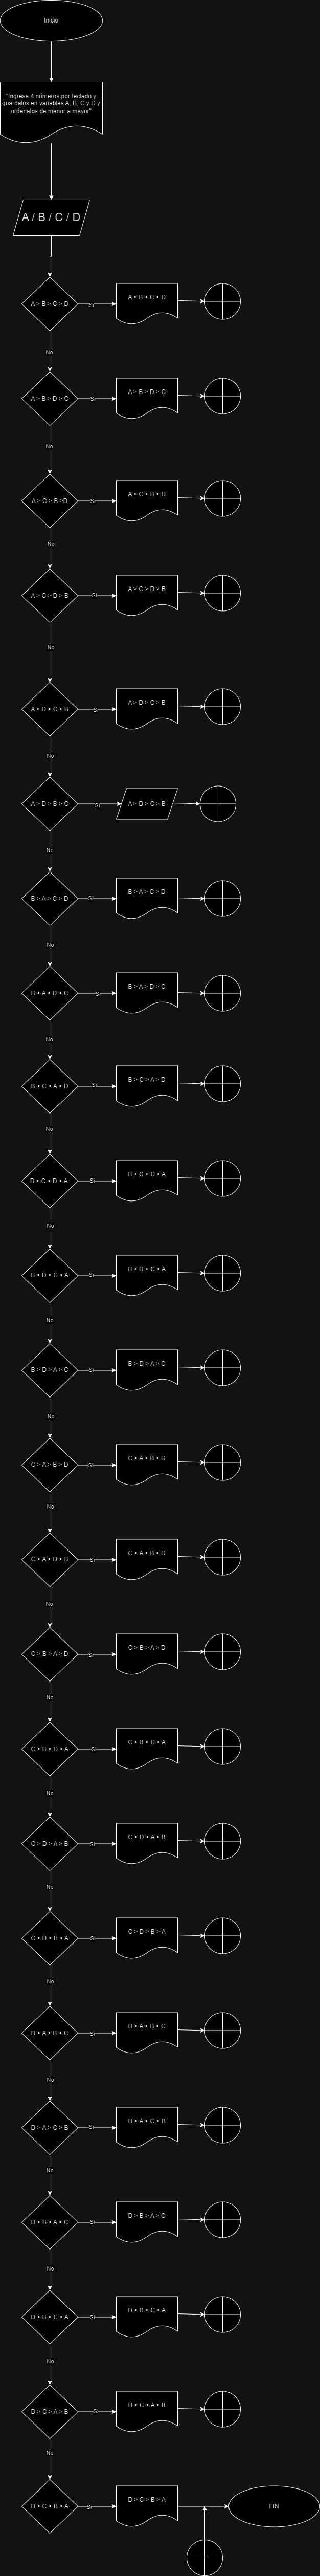 Inicio
"Ingresa 4 números por teclado y
guardalos en variables A, B, C y D y
ordenalos de menor a mayor"
A / B / C / D
A > B > C > D
Si
A > B > C > D
No
A > B > D > C
Si
A > B > D > C
No
A > C > B >D
Si
A > C > B > D
No
A > C > D > B
Si
A > C > D > B
No
A > D > C > B
Si
A > D > C > B
No
A > D > B > C
Si
A > D > C > B
No
B > A > C > D
Si
B > A > C > D
No
B > A > D > C
Si
B > A > D > C
No
B > C > A > D
Si
B > C > A > D
No
B > C > D > A
Si
B > C > D > A
No
B > D > C > A
Si
B > D > C > A
No
B > D > A > C
Si
B > D > A > C
No
C > A > B > D
Si
C > A > B > D
No
C > A > D > B
Si
C > A > B > D
No
C > B > A > D
Si
C > B > A > D
No
C > B > D > A
Si
C > B > D > A
No
C > D > A > B
Si
C > D > A > B
No
C > D > B > A
Si
C > D > B > A
No
D > A > B > C
Si
D > A > B > C
No
D > A > C > B
Si
D > A > C > B
No
D > B > A > C
D > B > A > C
Si
No
D > B > C > A
Si
D > B > C > A
No
D > C > A > B
Si
D > C > A > B
No
D > C > B > A
Si
D > C > B > A
FIN